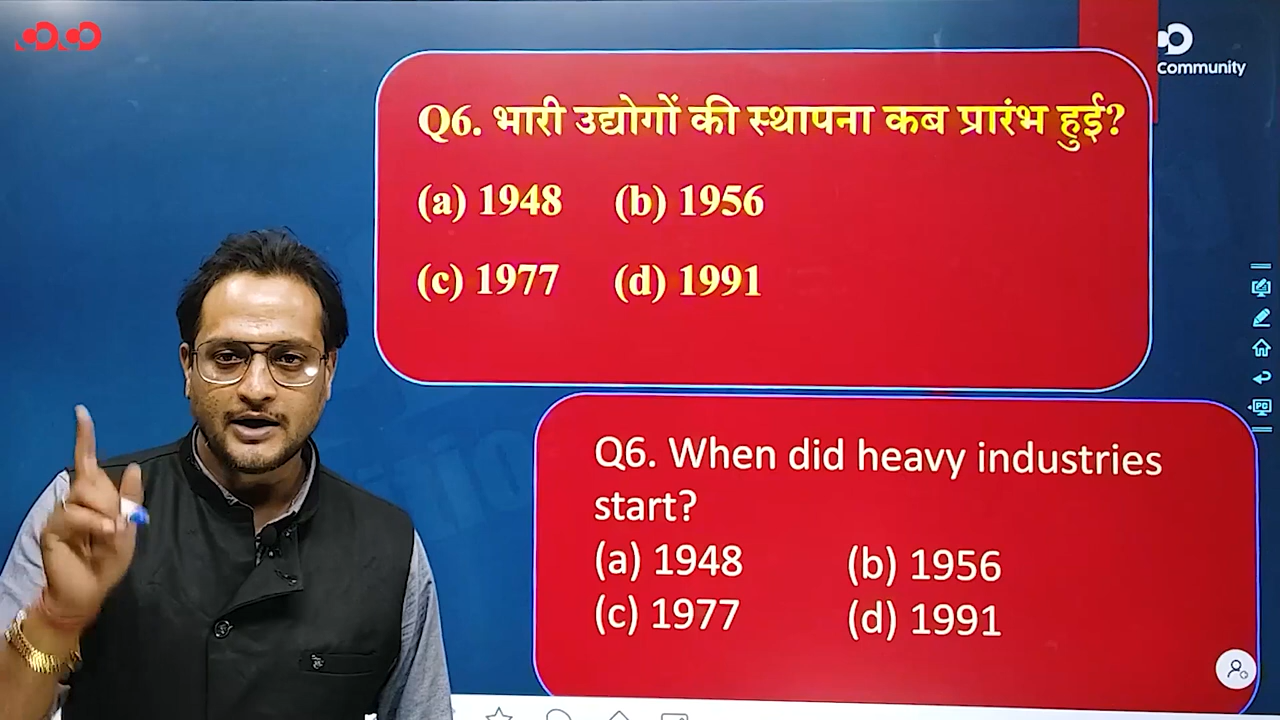 Community
Q6. भारी उद्योगों की स्थापना कब प्रारंभ हुई?
(a) 1948 (b) 1956
(c) 1977 (d) 1991
Q6. When did heavy industries
start?
(a) 1948 (b) 1956
(c) 1977 (d) 1991
PC